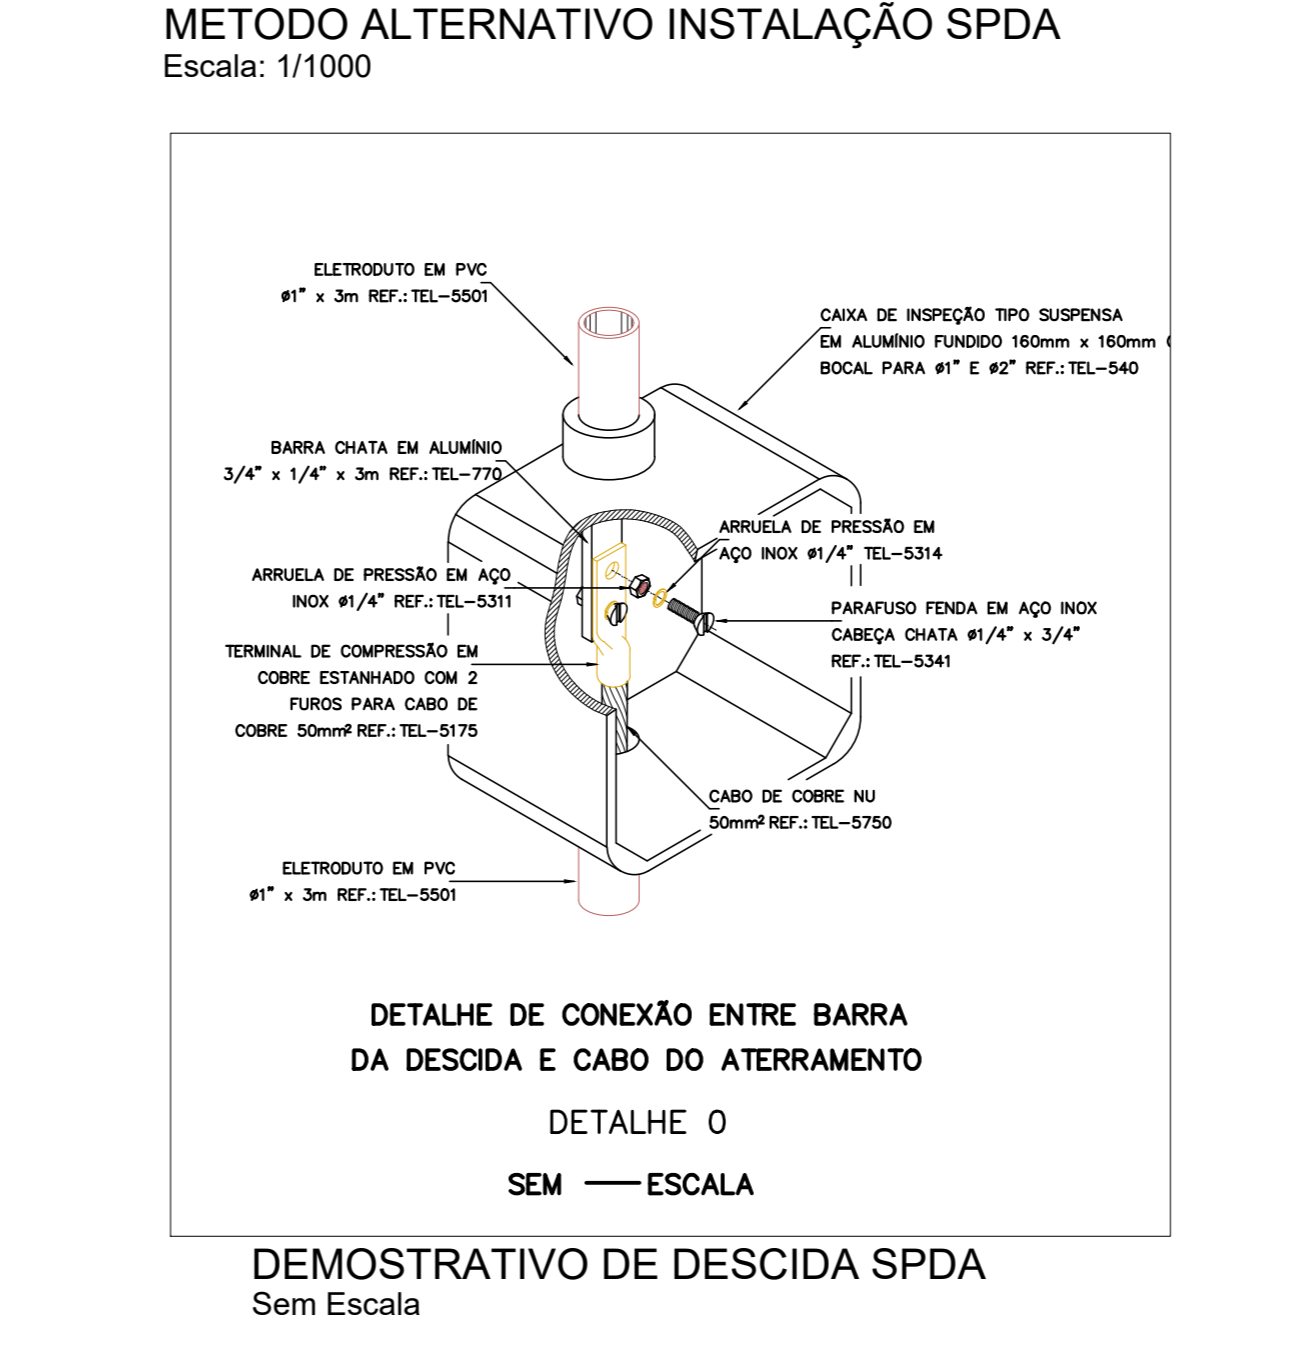 METODO ALTERNATIVO INSTALAÇÃO SPDA
Escala: 1/1000
ELETRODUTO EM PVC
ø1" x 3m REF.: TEL-5501
CAIXA DE INSPEÇÃO TIPO SUSPENSA
EM ALUMÍNIO FUNDIDO 160mm x 160mm
BOCAL PARA ø1" E ø2" REF.: TEL-540
BARRA CHATA EM ALUMÍNIO
3/4" x 1/4" x 3m REF.: TEL-770
ARRUELA DE PRESSÃO EM
AÇO INOX ø1/4" TEL-5314
ARRUELA DE PRESSÃO EM AÇO
INOX ø1/4" REF.: TEL-5311
PARAFUSO FENDA EM AÇO INOX
CABEÇA CHATA ø1/4" x 3/4"
REF.: TEL-5341
TERMINAL DE COMPRESSÃO EM
COBRE ESTANHADO COM 2
FUROS PARA CABO DE
COBRE 50mm² REF.: TEL-5175
CABO DE COBRE NU
50mm² REF.: TEL-5750
ELETRODUTO EM PVC
ø1" x 3m REF.: TEL-5501
DETALHE DE CONEXÃO ENTRE BARRA
DA DESCIDA E CABO DO ATERRAMENTO
DETALHE O
SEM — ESCALA
DEMOSTRATIVO DE DESCIDA SPDA
Sem Escala